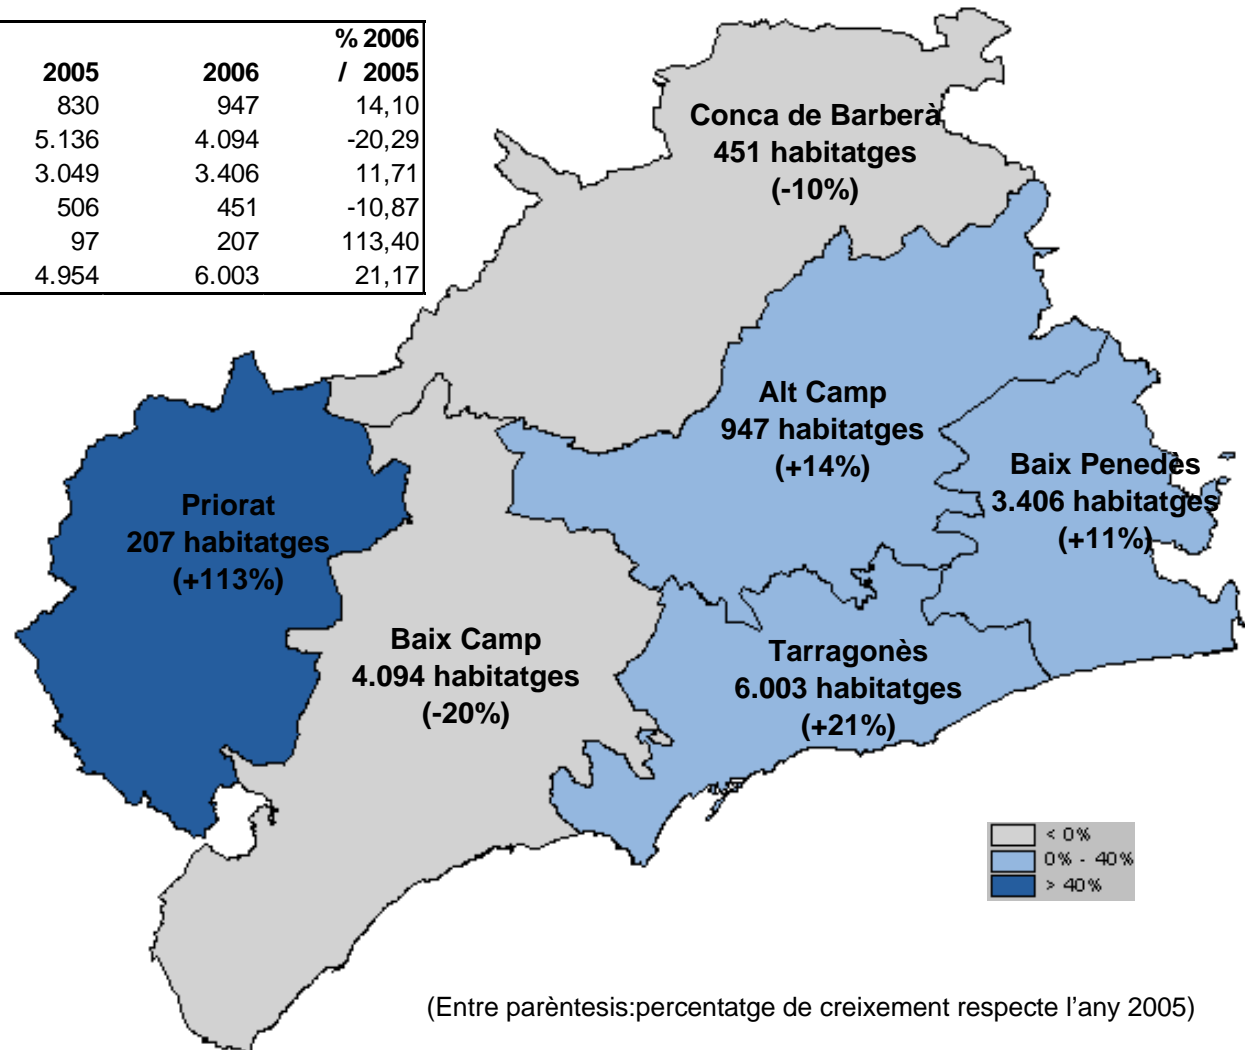 % 2006
2005 2006 / 2005
830 947 14,10
5.136 4.094 -20,29
3.049 3.406 11,71
506 451 -10,87
97 207 113,40
4.954 6.003 21,17
Conca de Barberà
451 habitatges
(-10%)
Alt Camp
947 habitatges
(+14%)
Baix Penedès
3.406 habitatges
(+11%)
Priorat
207 habitatges
(+113%)
Baix Camp
4.094 habitatges
(-20%)
Tarragonès
6.003 habitatges
(+21%)
< 0%
0% - 40%
> 40%
(Entre parèntesis:percentatge de creixement respecte l’any 2005)